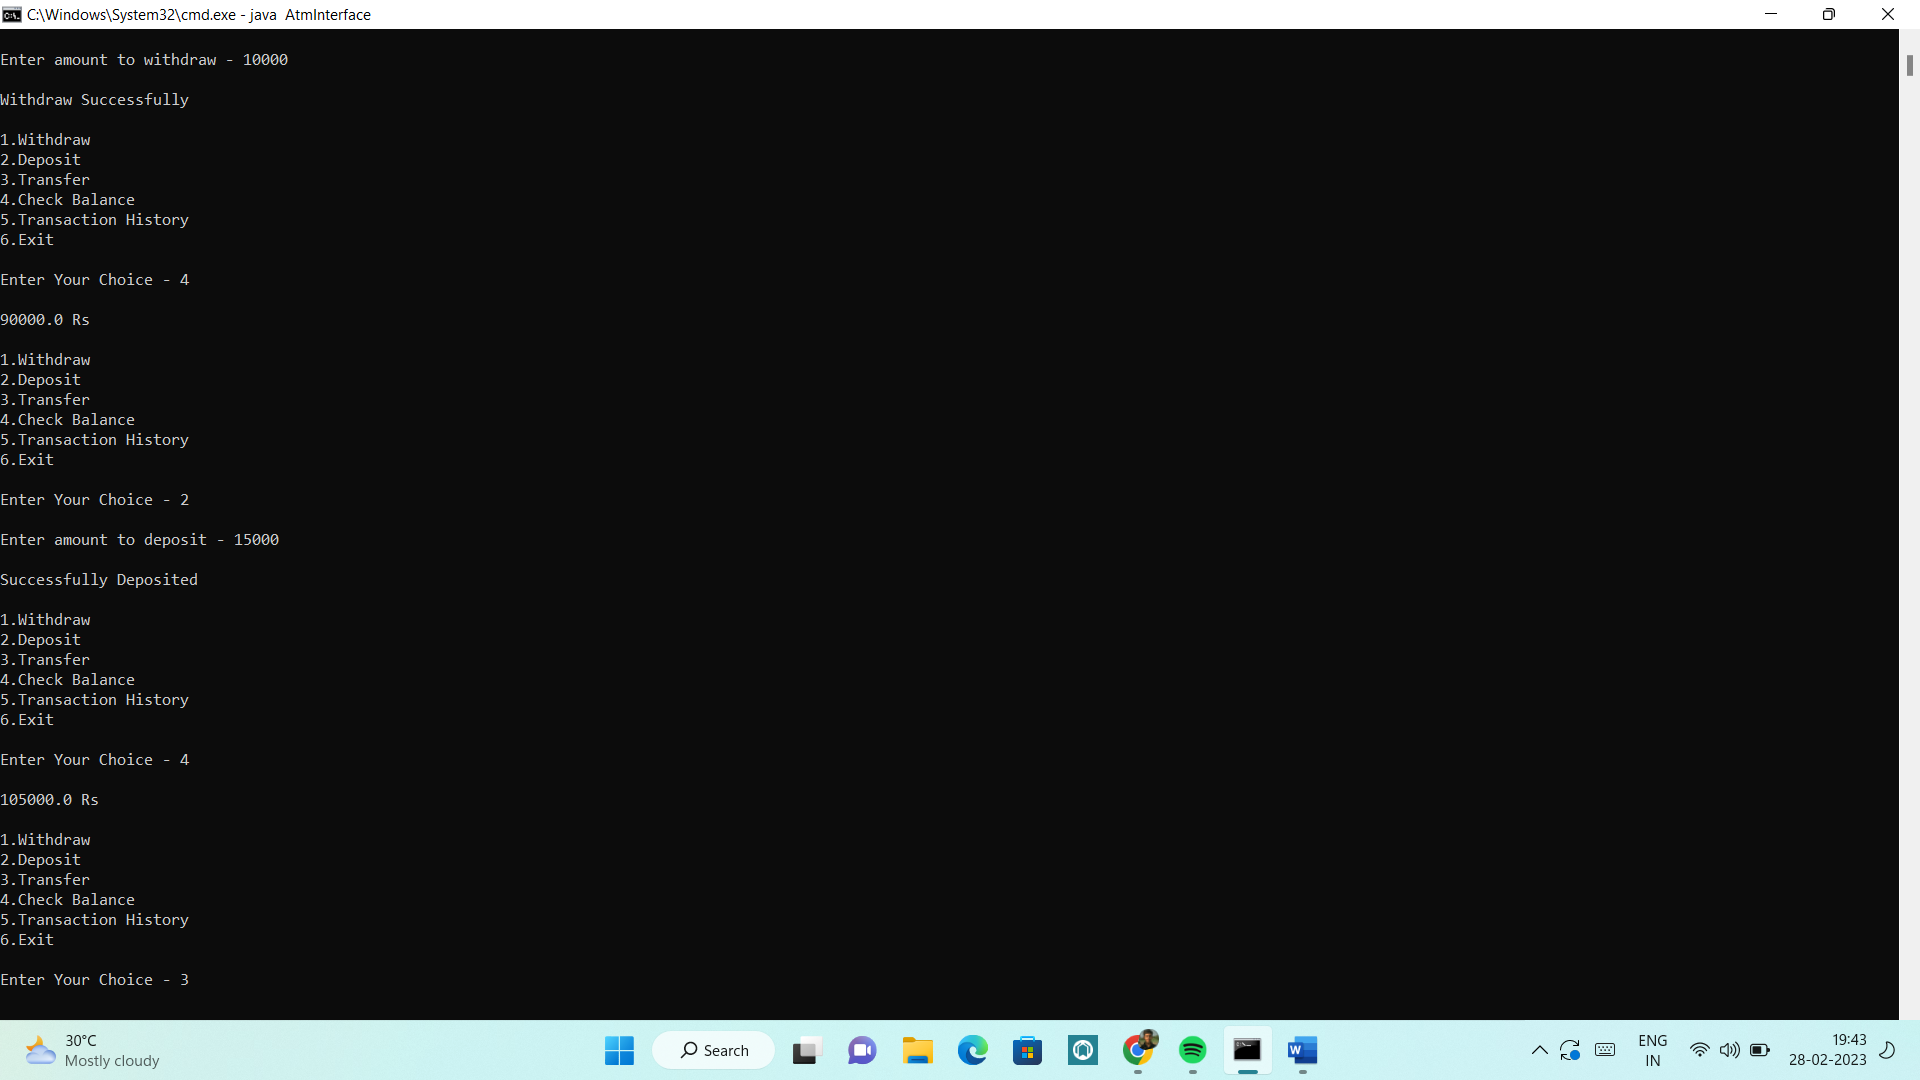 C:\Windows\System32\cmd.exe - java  AtmInterface
Enter amount to withdraw - 10000
Withdraw Successfully
1.Withdraw
2.Deposit
3.Transfer
4.Check Balance
5.Transaction History
6.Exit
Enter Your Choice - 4
90000.0 Rs
1.Withdraw
2.Deposit
3.Transfer
4.Check Balance
5.Transaction History
6.Exit
Enter Your Choice - 2
Enter amount to deposit - 15000
Successfully Deposited
1.Withdraw
2.Deposit
3.Transfer
4.Check Balance
5.Transaction History
6.Exit
Enter Your Choice - 4
105000.0 Rs
1.Withdraw
2.Deposit
3.Transfer
4.Check Balance
5.Transaction History
6.Exit
Enter Your Choice - 3
30°C
Mostly cloudy
Search
ENG
IN
19:43
28-02-2023